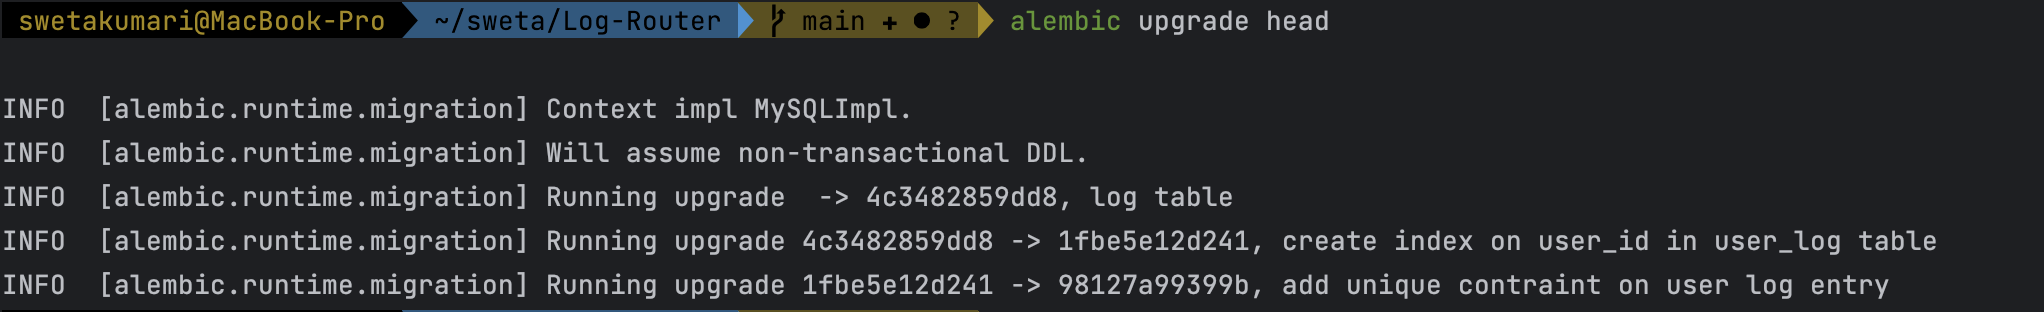 swetakumari@MacBook-Pro ~/sweta/Log-Router main ✚ ● ? alembic upgrade head
INFO  [alembic.runtime.migration] Context impl MySQLImpl.
INFO  [alembic.runtime.migration] Will assume non-transactional DDL.
INFO  [alembic.runtime.migration] Running upgrade  -> 4c3482859dd8, log table
INFO  [alembic.runtime.migration] Running upgrade 4c3482859dd8 -> 1fbe5e12d241, create index on user_id in user_log table
INFO  [alembic.runtime.migration] Running upgrade 1fbe5e12d241 -> 98127a99399b, add unique contraint on user log entry